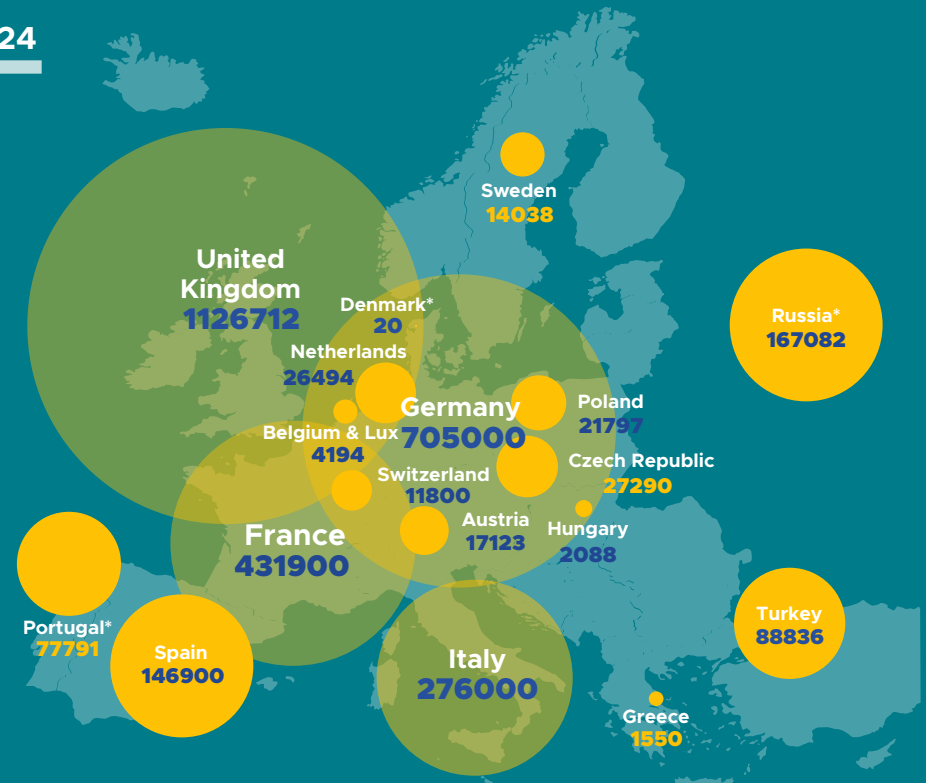 24
Sweden
14038
United
Kingdom
1126712
Denmark*
20
Russia*
167082
Netherlands
26494
Germany
705000
Poland
21797
Belgium & Lux
4194
Switzerland
11800
Czech Republic
27290
Austria
17123
Hungary
2088
France
431900
Portugal*
77791
Spain
146900
Italy
276000
Turkey
88836
Greece
1550